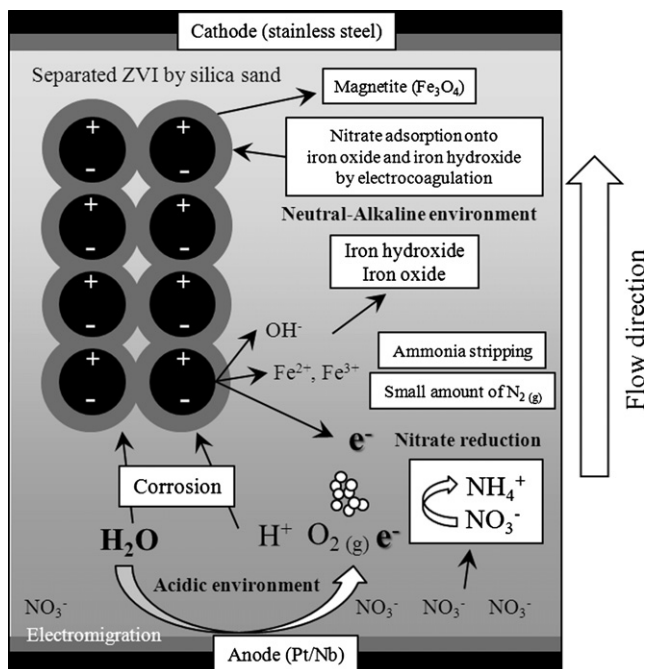 Cathode (stainless steel)
Separated ZVI by silica sand
Magnetite (Fe₃O₄)
Nitrate adsorption onto
iron oxide and iron hydroxide
by electrocoagulation
Neutral-Alkaline environment
Iron hydroxide
Iron oxide
+ +
- -
+ +
- -
+ +
- -
+ +
- -
OH⁻
Fe²⁺, Fe³⁺
Ammonia stripping
Small amount of N₂ (g)
e⁻
Nitrate reduction
NH₄⁺
NO₃⁻
Corrosion
H₂O
H⁺ O₂ (g) e⁻
Acidic environment
NO₃⁻ NO₃⁻ NO₃⁻ NO₃⁻
Electromigration
Anode (Pt/Nb)
Flow direction